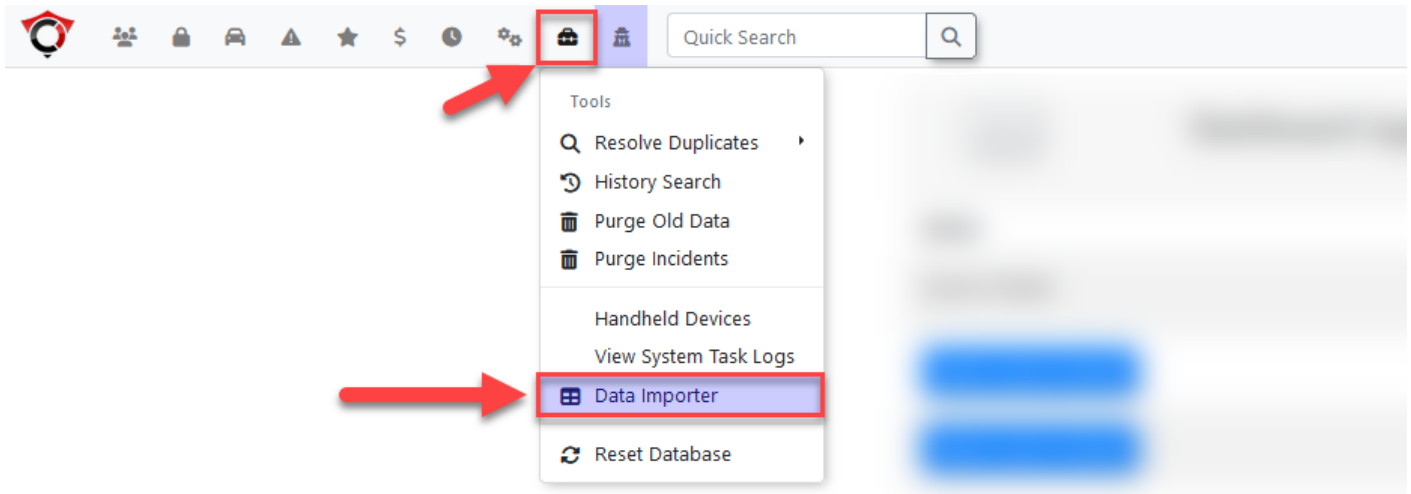 Quick Search
Tools
Resolve Duplicates
History Search
Purge Old Data
Purge Incidents
Handheld Devices
View System Task Logs
Data Importer
Reset Database